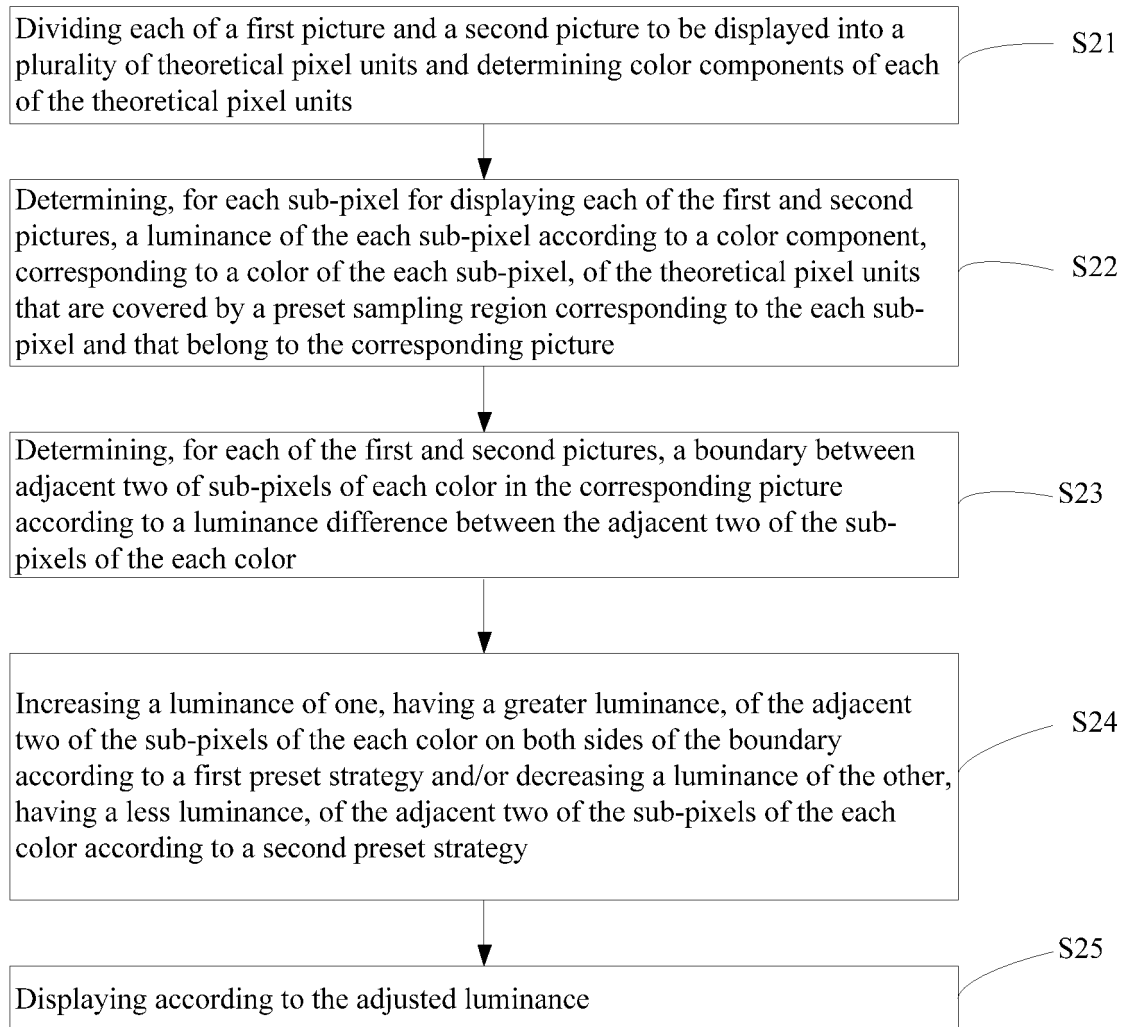 Dividing each of a first picture and a second picture to be displayed into a
plurality of theoretical pixel units and determining color components of each
of the theoretical pixel units
S21
Determining, for each sub-pixel for displaying each of the first and second
pictures, a luminance of the each sub-pixel according to a color component,
corresponding to a color of the each sub-pixel, of the theoretical pixel units
that are covered by a preset sampling region corresponding to the each sub-
pixel and that belong to the corresponding picture
S22
Determining, for each of the first and second pictures, a boundary between
adjacent two of sub-pixels of each color in the corresponding picture
according to a luminance difference between the adjacent two of the sub-
pixels of the each color
S23
Increasing a luminance of one, having a greater luminance, of the adjacent
two of the sub-pixels of the each color on both sides of the boundary
according to a first preset strategy and/or decreasing a luminance of the other,
having a less luminance, of the adjacent two of the sub-pixels of the each
color according to a second preset strategy
S24
Displaying according to the adjusted luminance
S25